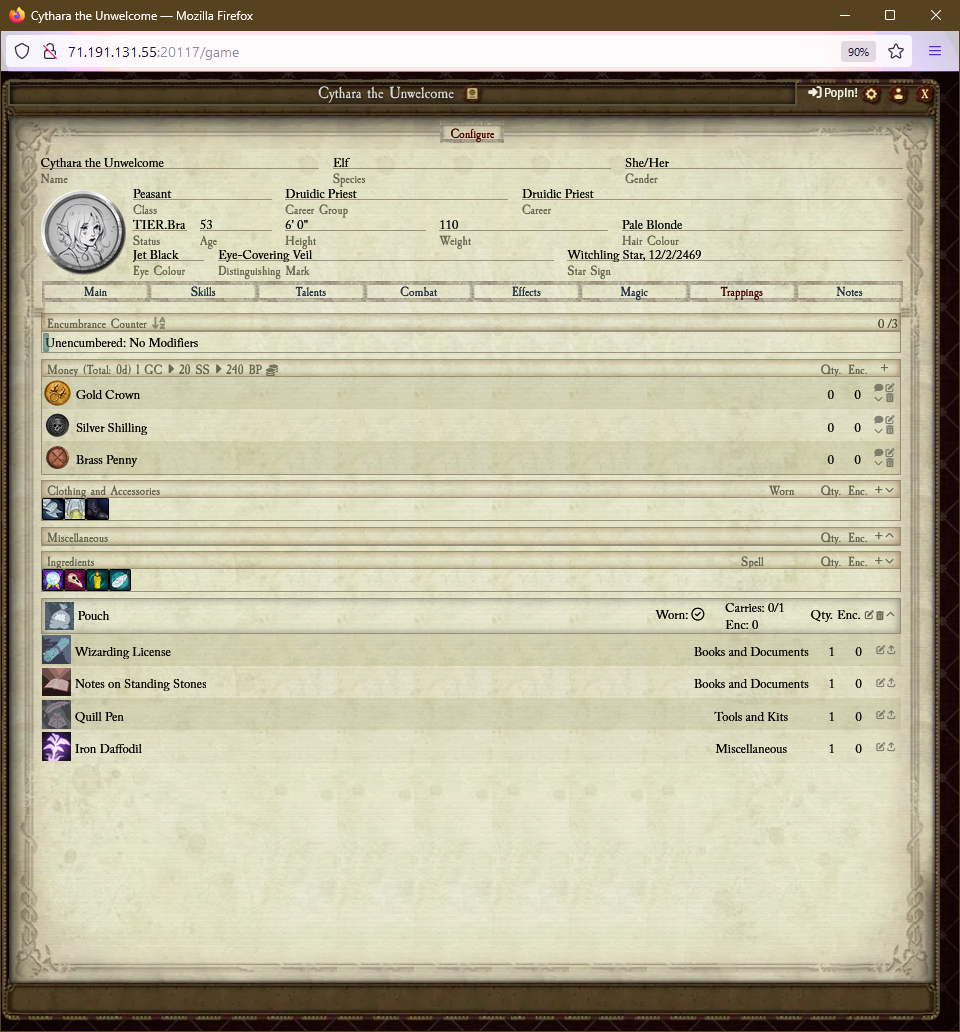 Cythara the Unwelcome — Mozilla Firefox
71.191.131.55:20117/game
90%
Cythara the Unwelcome
PopIn!
X
Configure
Cythara the Unwelcome Elf She/Her
Name Species Gender
Peasant Druidic Priest Druidic Priest
Class Career Group Career
TIER.Bra 53 6' 0" 110 Pale Blonde
Status Age Height Weight Hair Colour
Jet Black Eye-Covering Veil Witchling Star, 12/2/2469
Eye Colour Distinguishing Mark Star Sign
Main Skills Talents Combat Effects Magic Trappings Notes
Encumbrance Counter 0 /3
Unencumbered: No Modifiers
Money (Total: 0d) 1 GC 20 SS 240 BP Qty. Enc. +
Gold Crown 0 0
Silver Shilling 0 0
Brass Penny 0 0
Clothing and Accessories Worn Qty. Enc. +
Miscellaneous Qty. Enc. +
Ingredients Spell Qty. Enc. +
Pouch Worn: Carries: 0/1 Qty. Enc.
Enc: 0
Wizarding License Books and Documents 1 0
Notes on Standing Stones Books and Documents 1 0
Quill Pen Tools and Kits 1 0
Iron Daffodil Miscellaneous 1 0